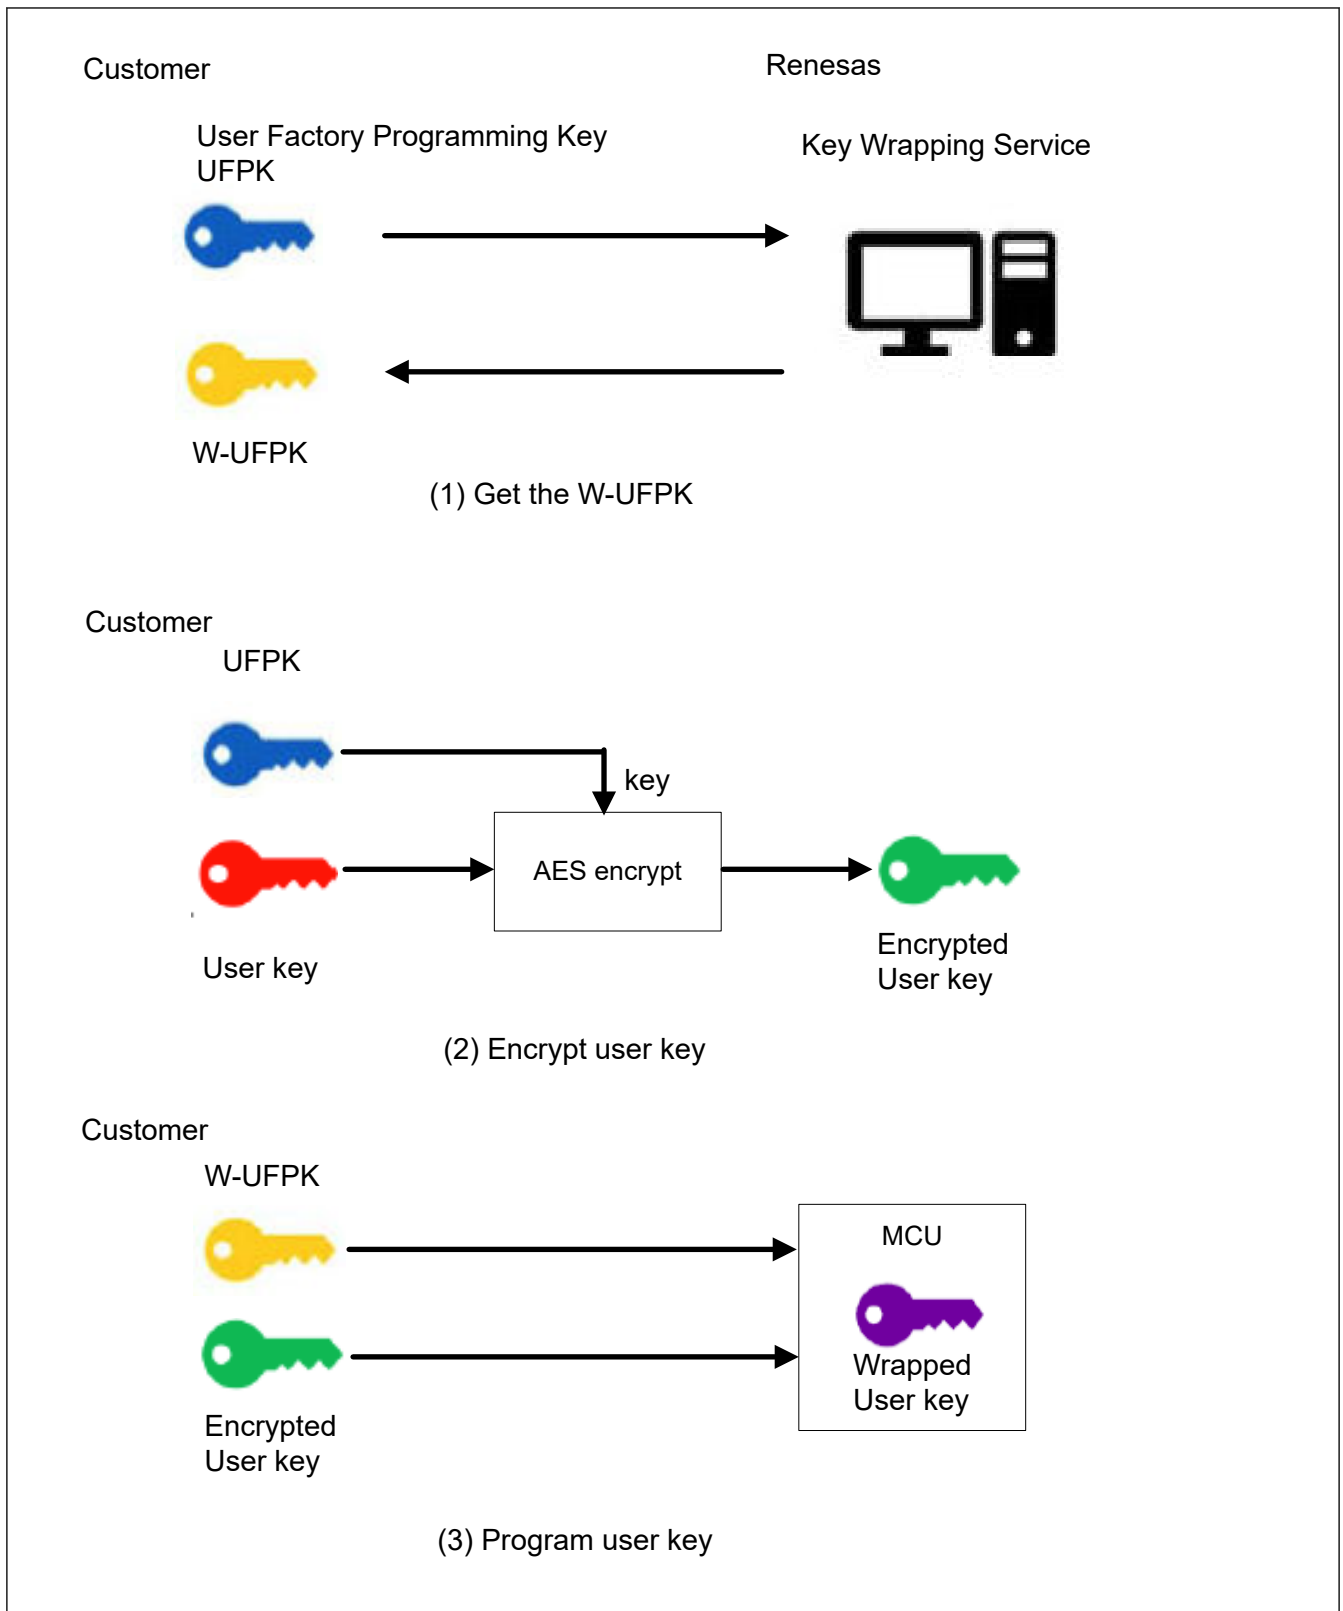 Customer
Renesas
User Factory Programming Key
UFPK
Key Wrapping Service
W-UFPK
(1) Get the W-UFPK
Customer
UFPK
key
AES encrypt
User key
Encrypted
User key
(2) Encrypt user key
Customer
W-UFPK
MCU
Wrapped
User key
Encrypted
User key
(3) Program user key